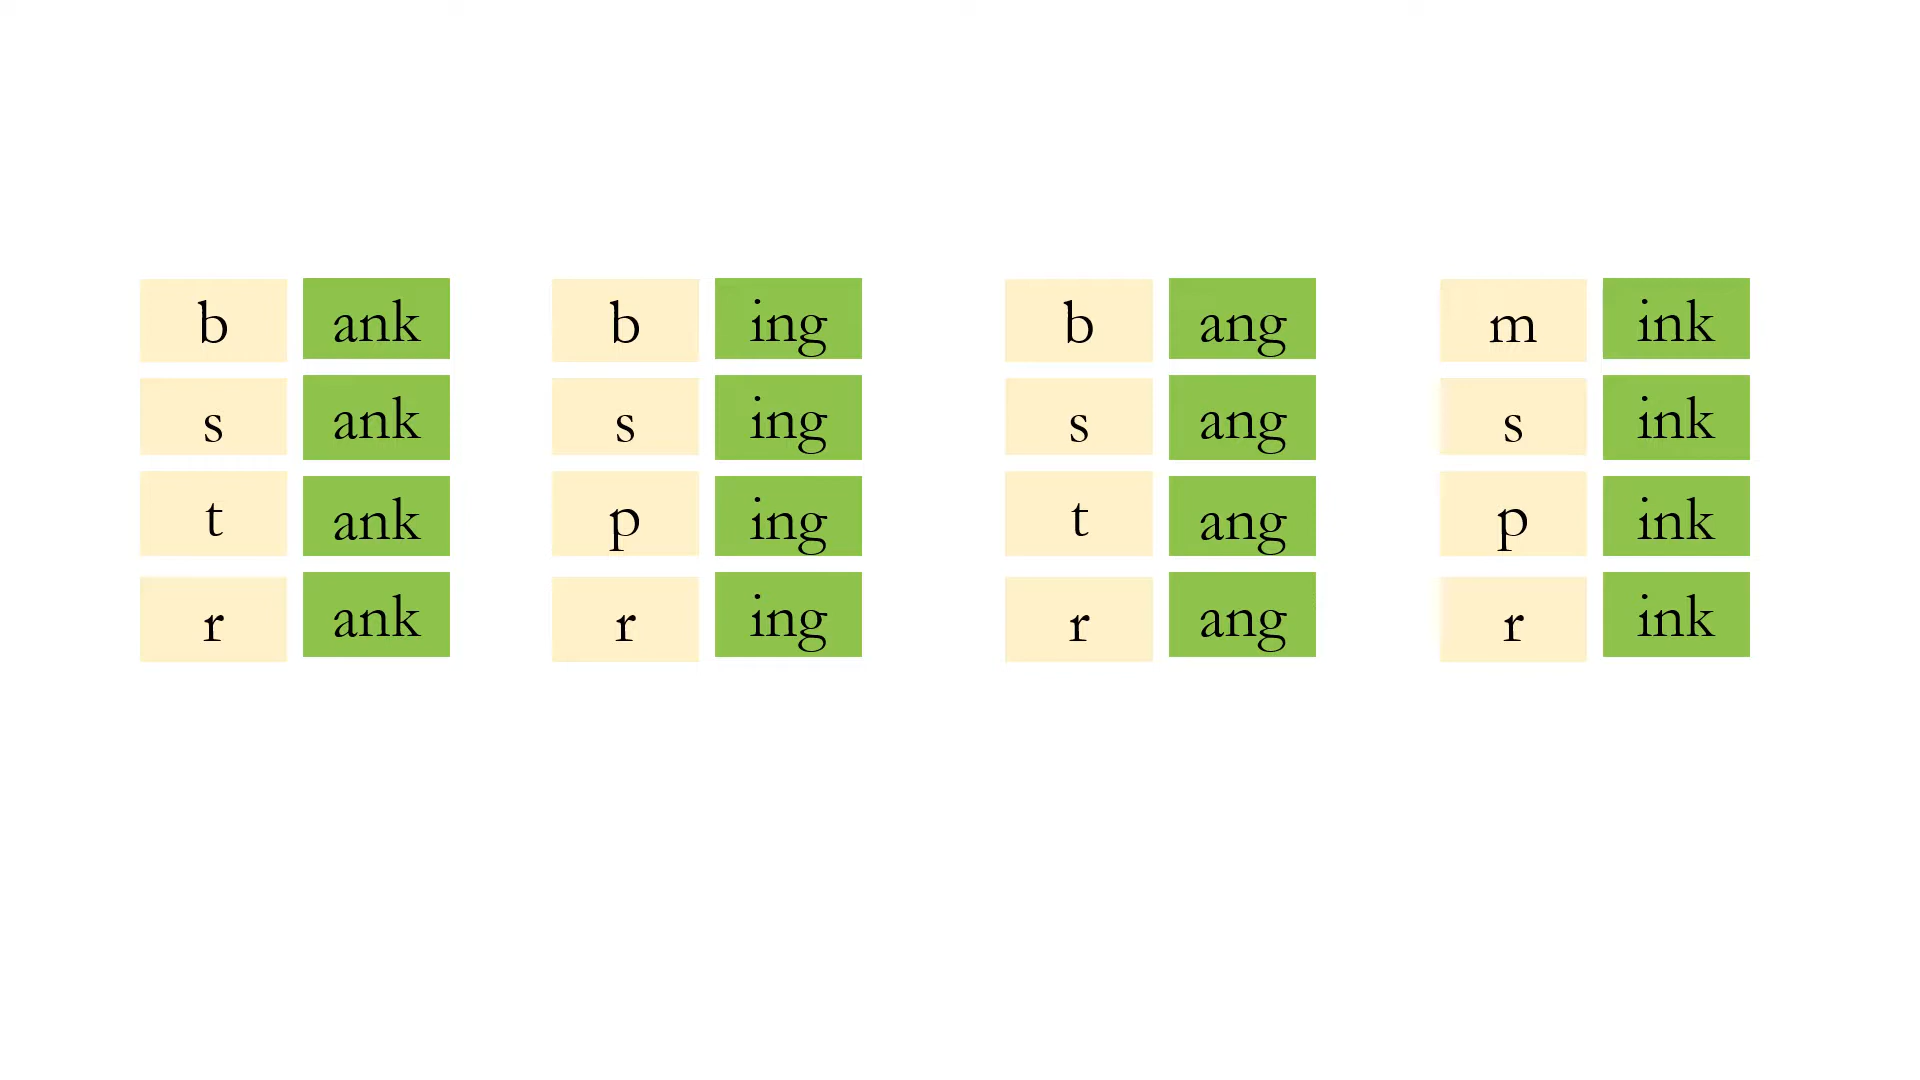 b ank b ing b ang m ink
s ank s ing s ang s ink
t ank p ing t ang p ink
r ank r ing r ang r ink